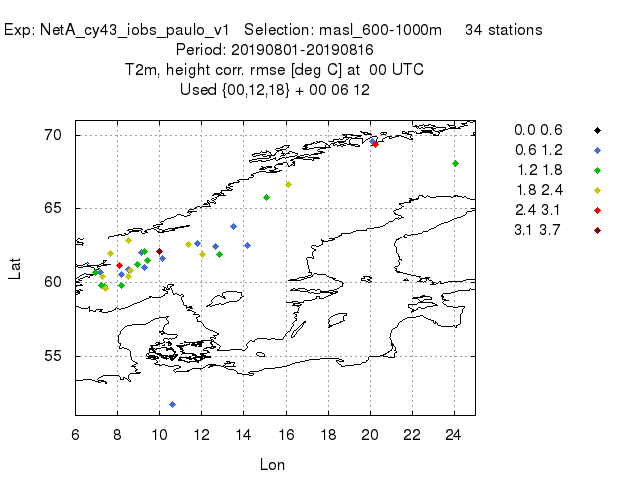 Exp: NetA_cy43_iobs_paulo_v1 Selection: masl_600-1000m 34 stations
Period: 20190801-20190816
T2m, height corr. rmse [deg C] at 00 UTC
Used {00,12,18} + 00 06 12
70
65
60
55
Lat
6 8 10 12 14 16 18 20 22 24
Lon
0.0 0.6
0.6 1.2
1.2 1.8
1.8 2.4
2.4 3.1
3.1 3.7